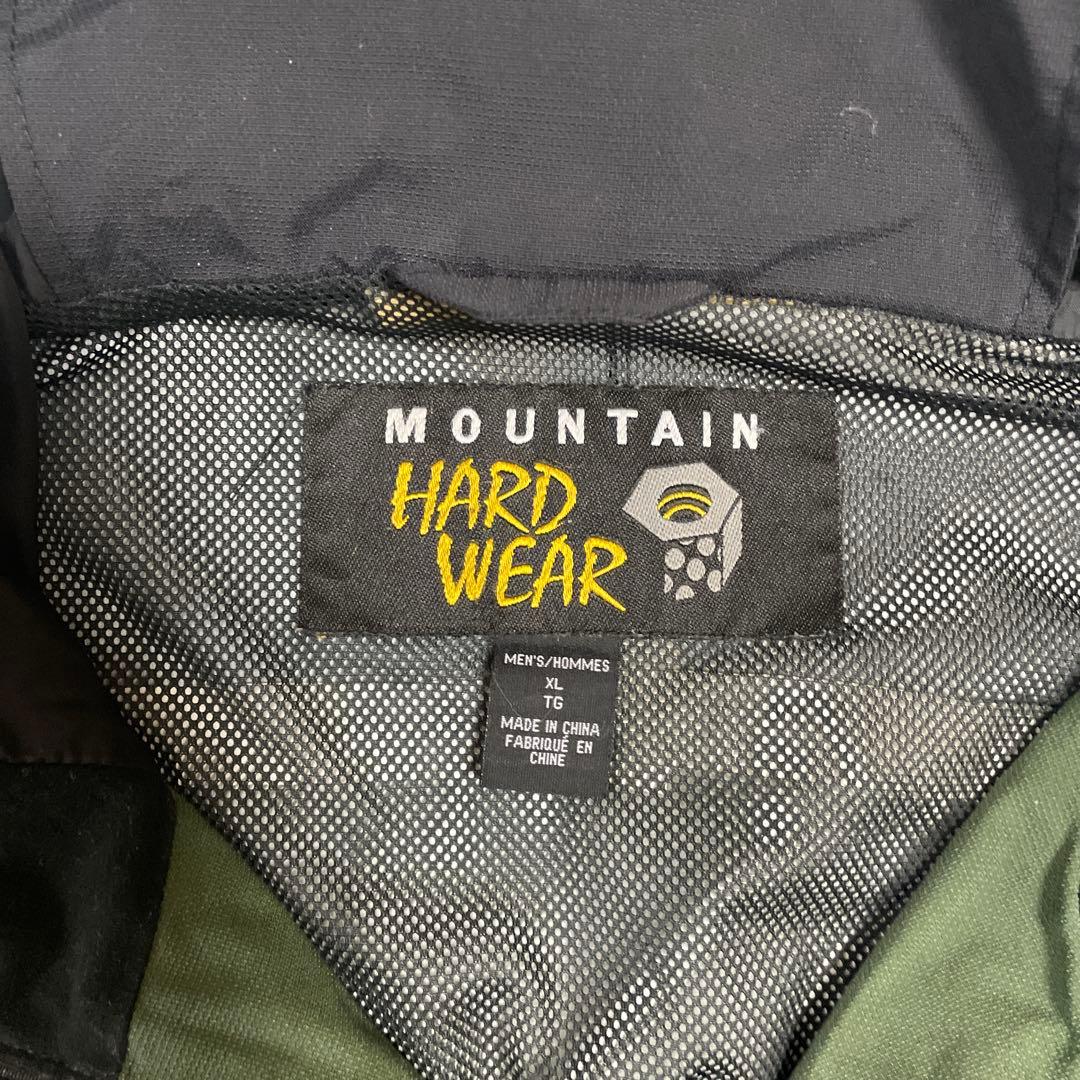 MOUNTAIN
HARD
WEAR
MEN'S/HOMMES
XL
TG
MADE IN CHINA
FABRIQUÉ EN
CHINE